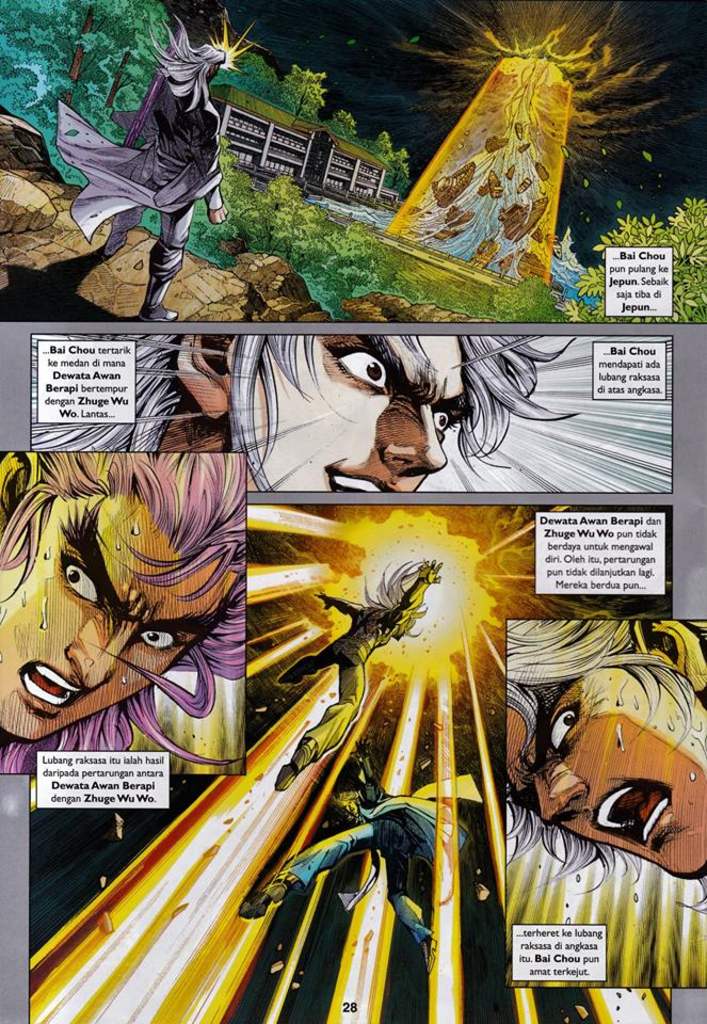 ...Bai Chou
pun pulang ke
Jepun. Sebaik
saja tiba di
Jepun...
...Bai Chou tertarik
ke medan di mana
Dewata Awan
Berapi bertempur
dengan Zhuge Wu
Wo. Lantas...
...Bai Chou
mendapati ada
lubang raksasa
di atas angkasa.
Lubang raksasa itu ialah hasil
daripada pertarungan antara
Dewata Awan Berapi
dengan Zhuge Wu Wo.
Dewata Awan Berapi dan
Zhuge Wu Wo pun tidak
berdaya untuk mengawal
diri. Oleh itu, pertarungan
pun tidak dilanjutkan lagi.
Mereka berdua pun...
...terheret ke lubang
raksasa di angkasa
itu. Bai Chou pun
amat terkejut.
28